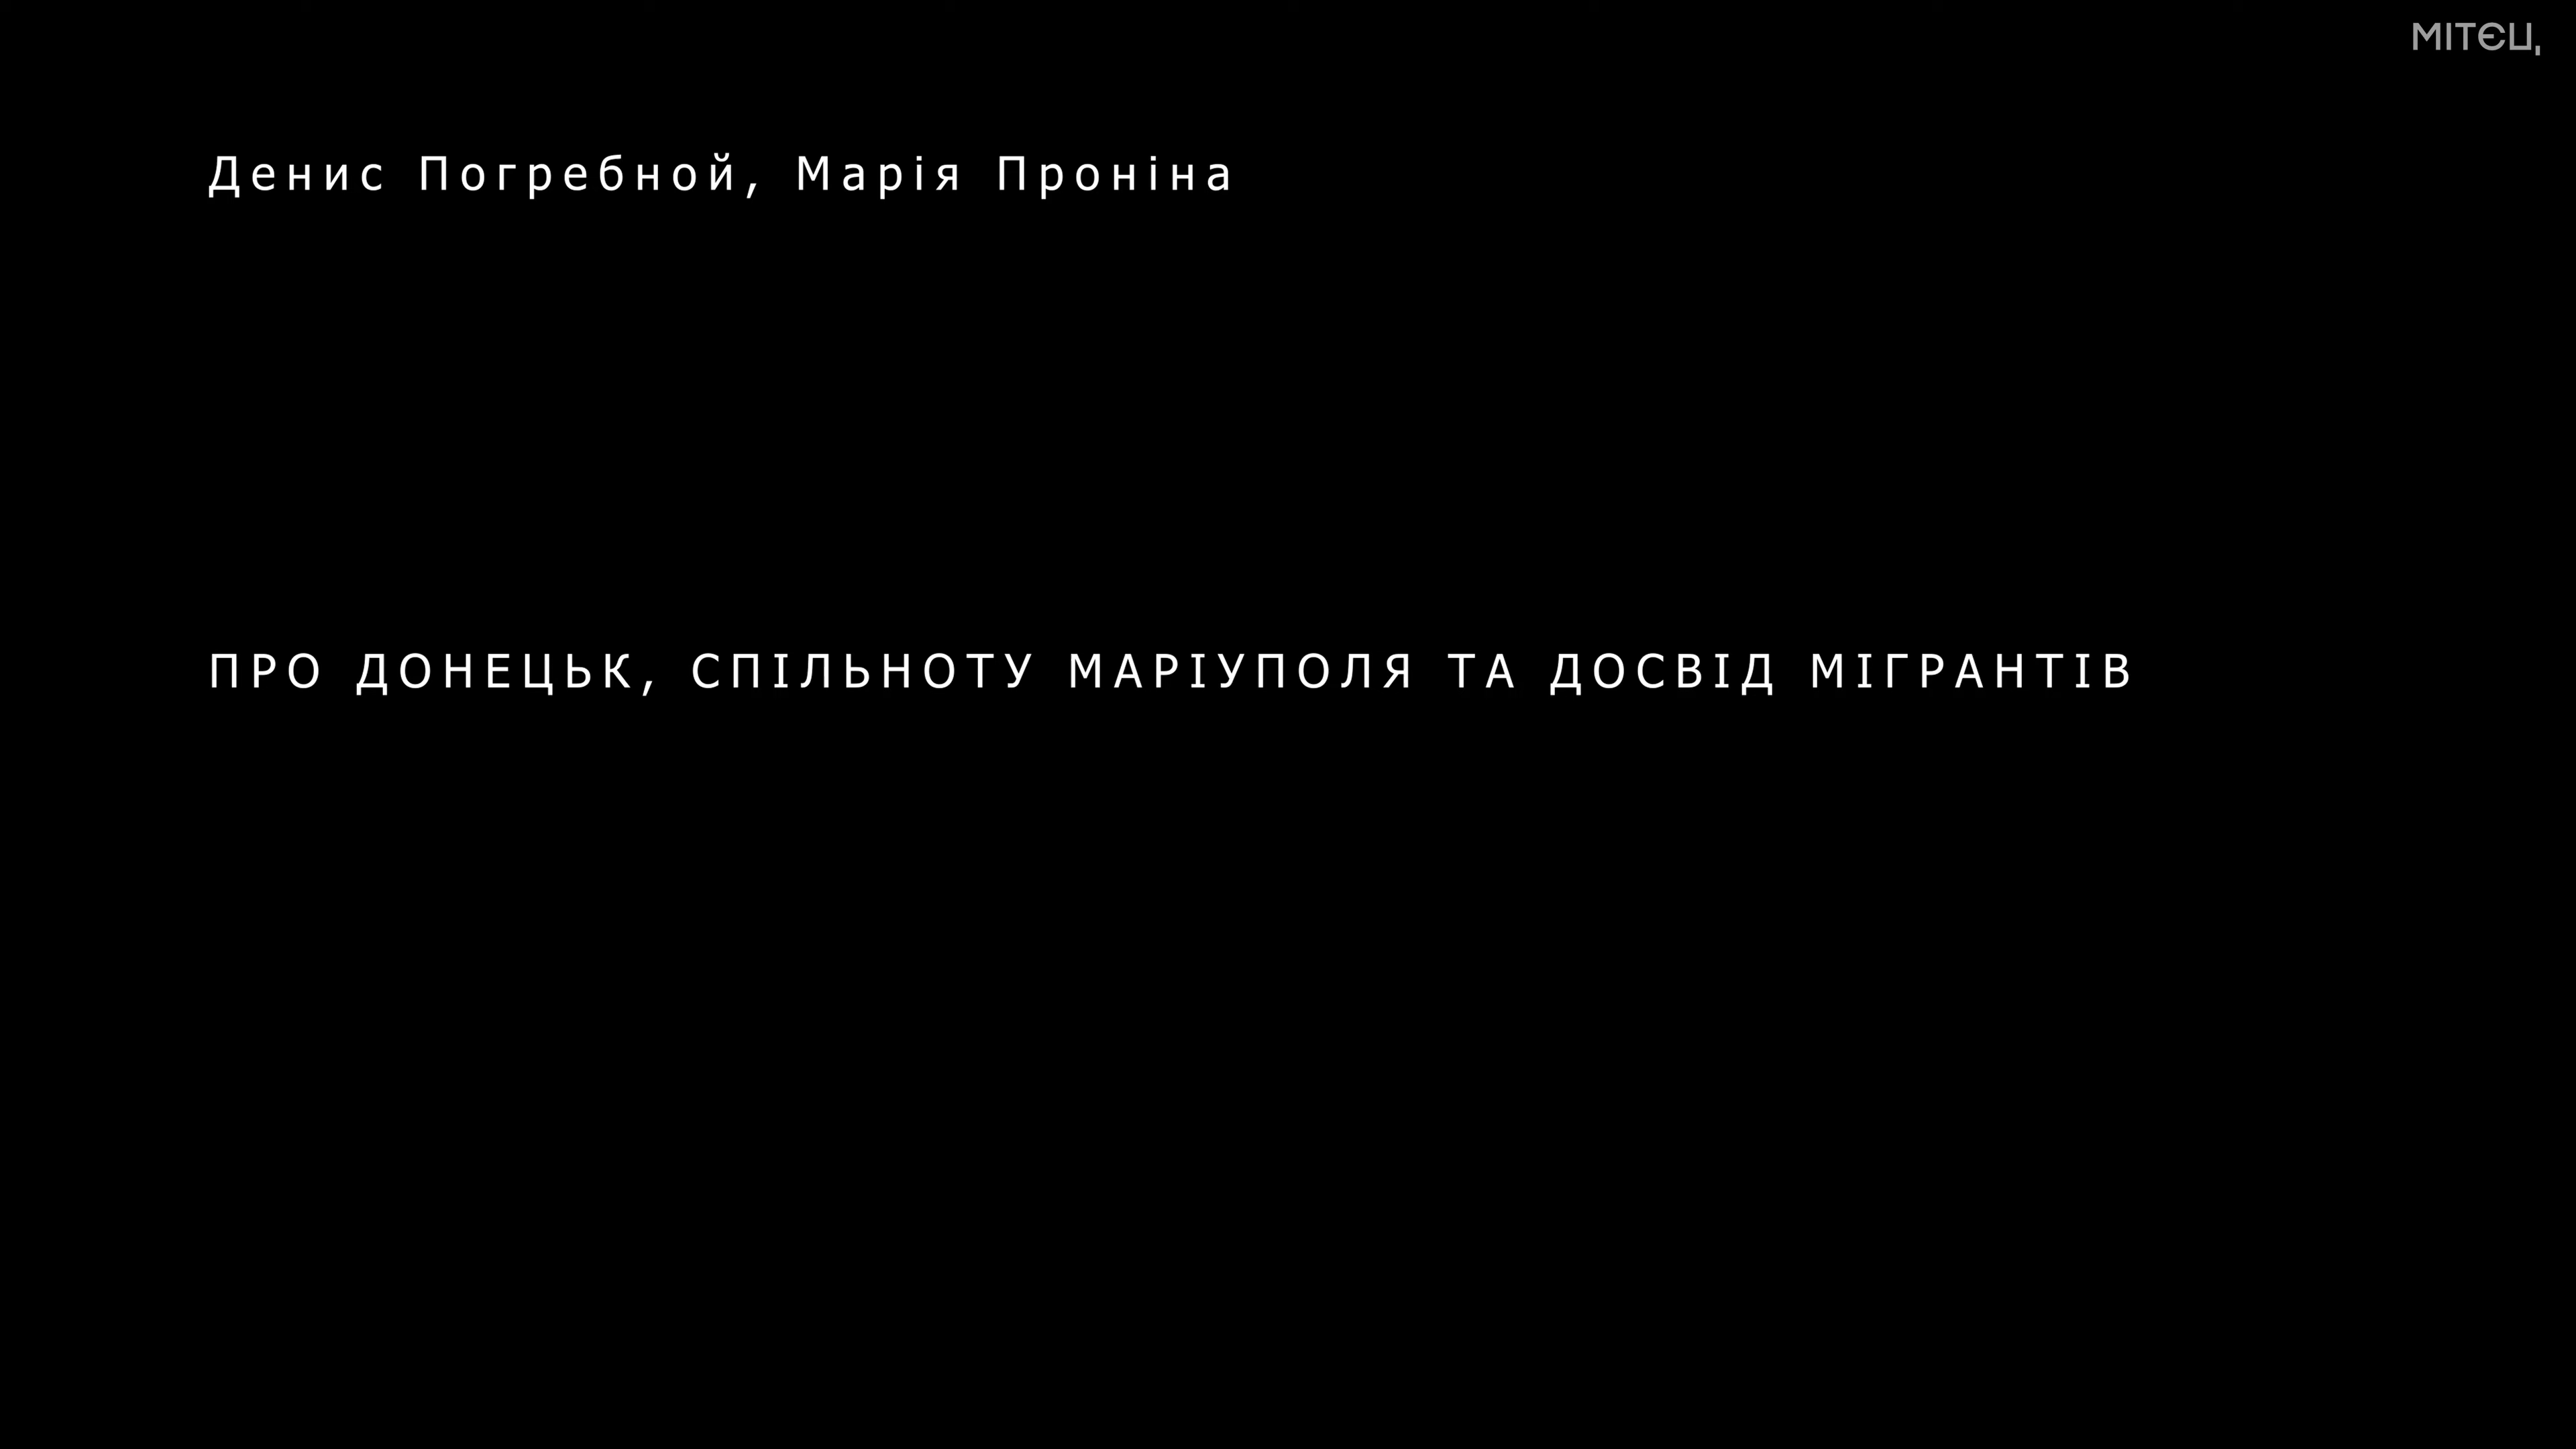 МІТЄЦ
Денис Погребной, Марія Проніна
ПРО ДОНЕЦЬК, СПІЛЬНОТУ МАРІУПОЛЯ ТА ДОСВІД МІГРАНТІВ